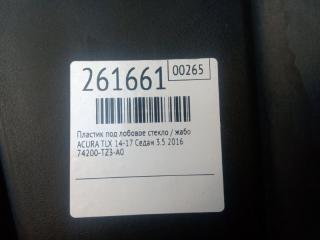 261661
00265
Пластик под лобовое стекло / жабо
ACURA TLX 14-17 Седан 3.5 2016
74200-TZ3-A0